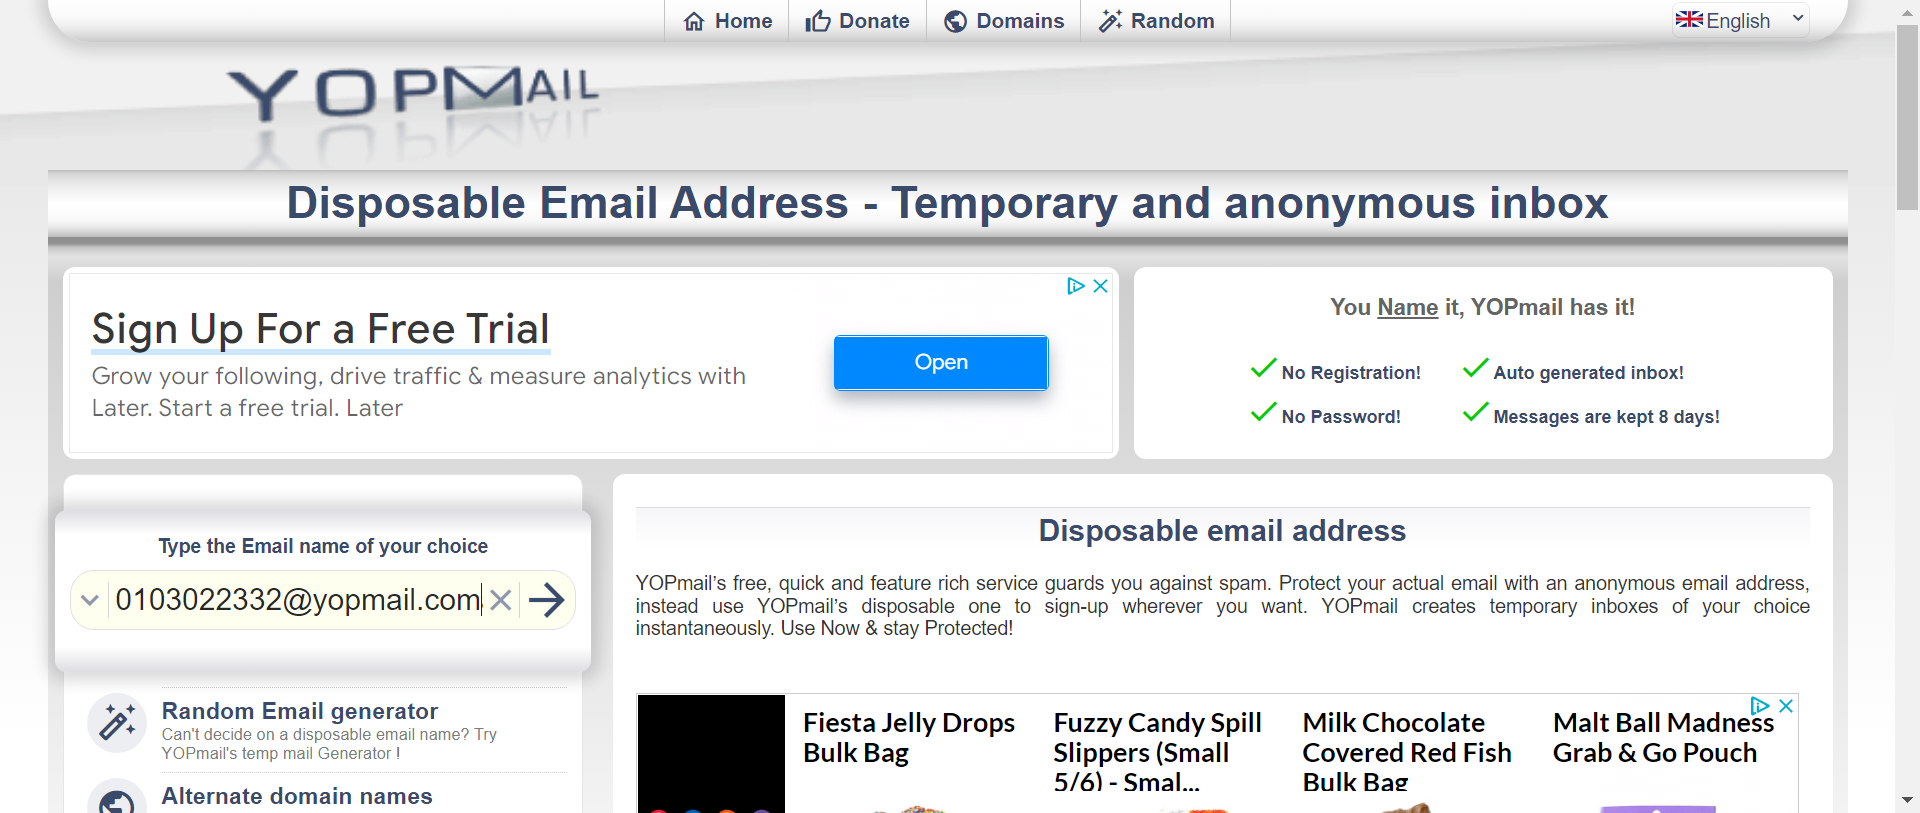 Home
Donate
Domains
Random
English
YOPMAIL
Disposable Email Address - Temporary and anonymous inbox
Sign Up For a Free Trial
Grow your following, drive traffic & measure analytics with
Later. Start a free trial. Later
Open
You Name it, YOPmail has it!
No Registration!
Auto generated inbox!
No Password!
Messages are kept 8 days!
Type the Email name of your choice
0103022332@yopmail.com
Random Email generator
Can't decide on a disposable email name? Try
YOPmail's temp mail Generator !
Alternate domain names
Disposable email address
YOPmail's free, quick and feature rich service guards you against spam. Protect your actual email with an anonymous email address,
instead use YOPmail's disposable one to sign-up wherever you want. YOPmail creates temporary inboxes of your choice
instantaneously. Use Now & stay Protected!
Fiesta Jelly Drops
Bulk Bag
Fuzzy Candy Spill
Slippers (Small
5/6) - Smal...
Milk Chocolate
Covered Red Fish
Bulk Bag
Malt Ball Madness
Grab & Go Pouch